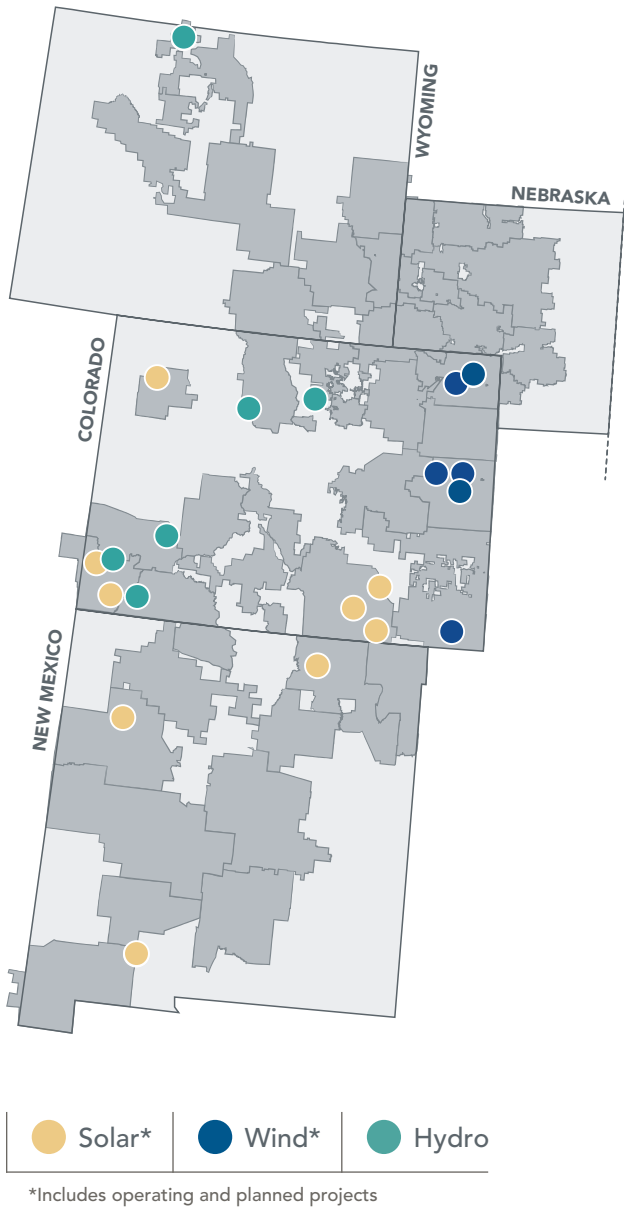 WYOMING
NEBRASKA
COLORADO
NEW MEXICO
Solar*
Wind*
Hydro
*Includes operating and planned projects